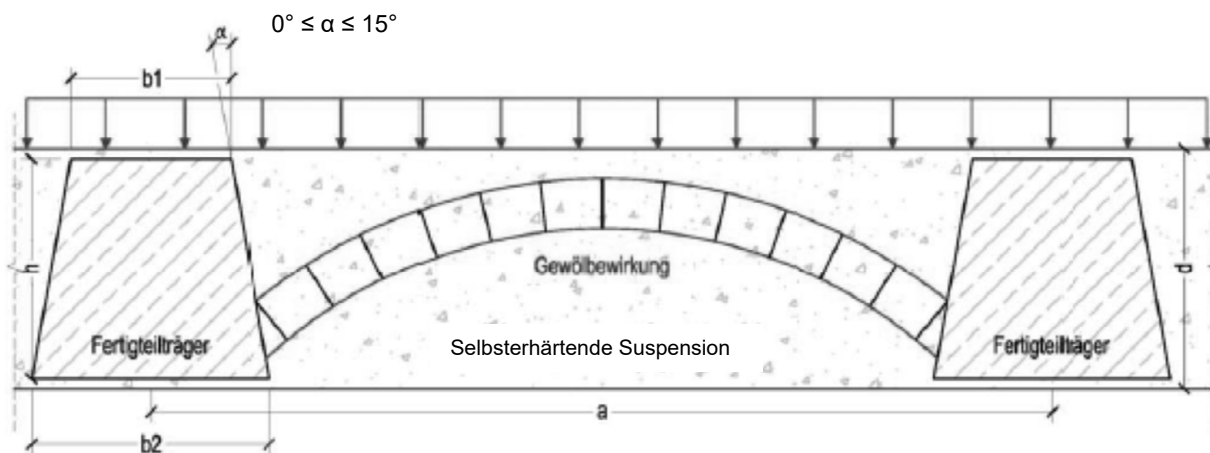 0° ≤ α ≤ 15°
α
b1
h
d
Gewölbewirkung
Fertigteilträger
Selbsterhärtende Suspension
Fertigteilträger
a
b2